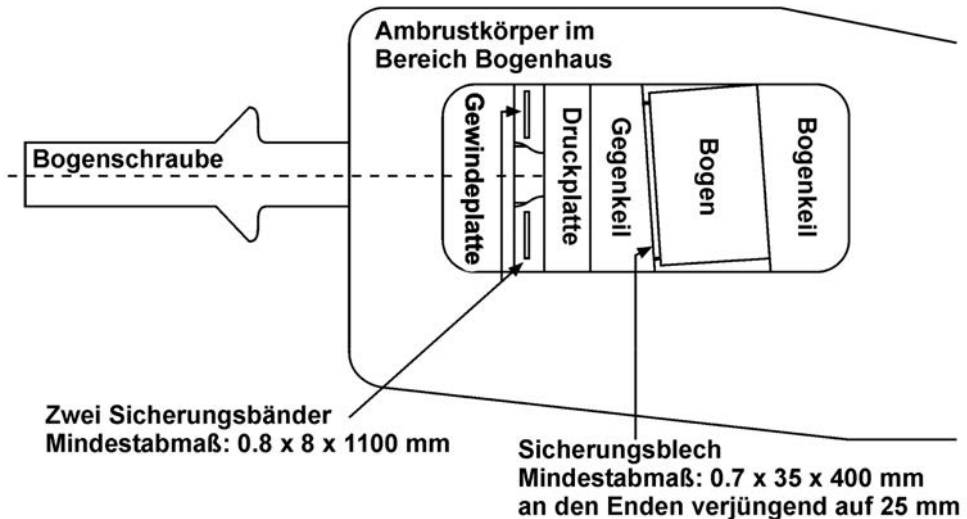 Ambrustkörper im
Bereich Bogenhaus
Bogenschraube
Gewindeplatte
Druckplatte
Gegenkeil
Bogen
Bogenkeil
Zwei Sicherungsbänder
Mindestabmaß: 0.8 x 8 x 1100 mm
Sicherungsblech
Mindestabmaß: 0.7 x 35 x 400 mm
an den Enden verjüngend auf 25 mm